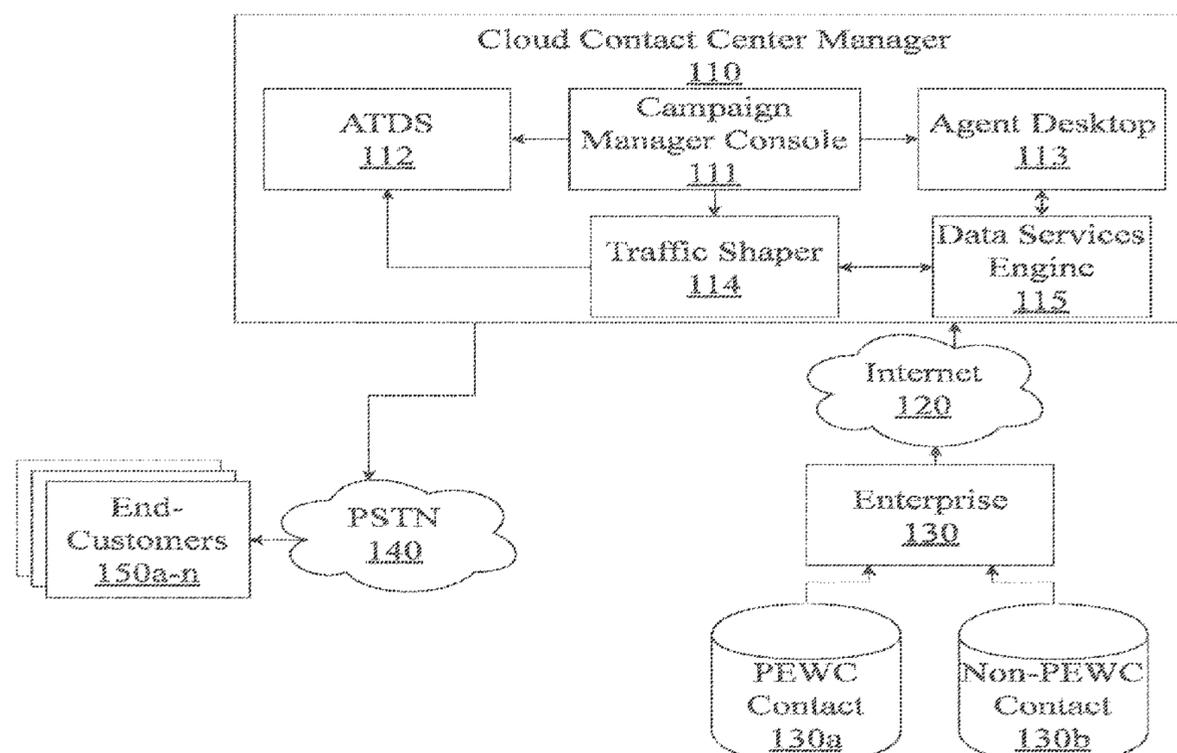 Cloud Contact Center Manager
110
ATDS
112
Campaign
Manager Console
111
Agent Desktop
113
Traffic Shaper
114
Data Services
Engine
115
Internet
120
Enterprise
130
PSTN
140
End-
Customers
150a-n
PEWC
Contact
130a
Non-PEWC
Contact
130b